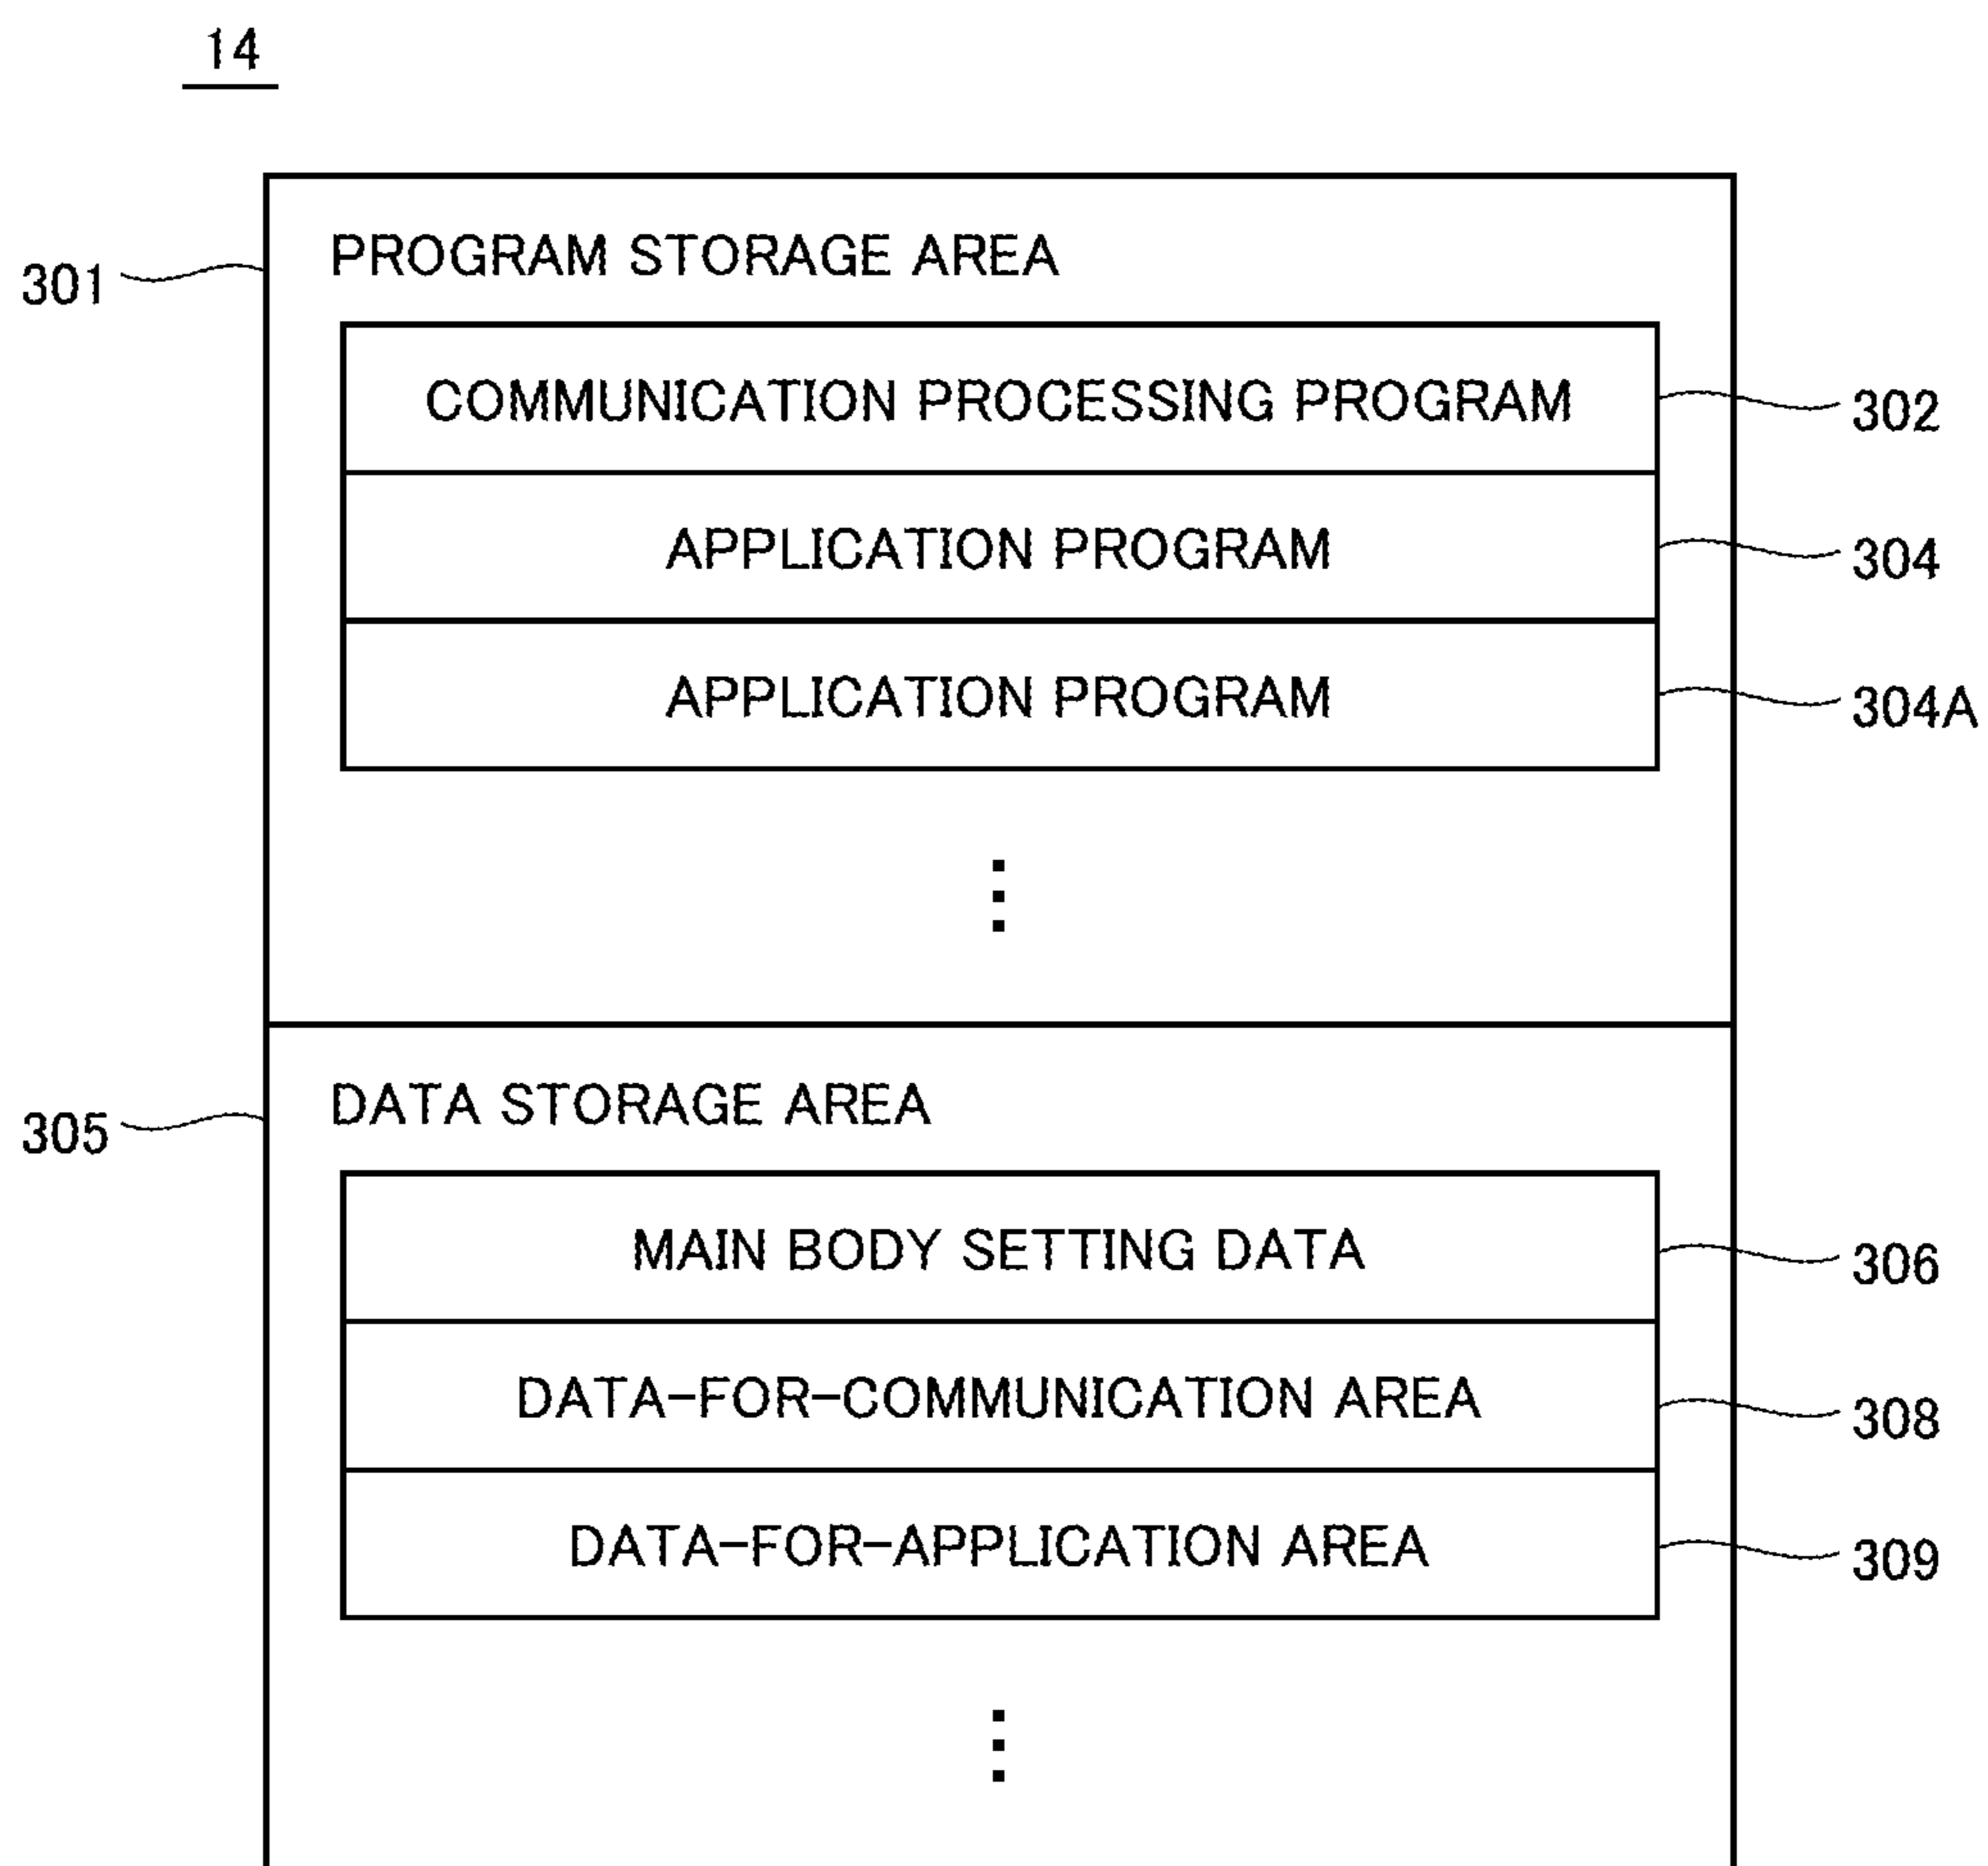 14
PROGRAM STORAGE AREA
301
COMMUNICATION PROCESSING PROGRAM
302
APPLICATION PROGRAM
304
APPLICATION PROGRAM
304A
DATA STORAGE AREA
305
MAIN BODY SETTING DATA
306
DATA-FOR-COMMUNICATION AREA
308
DATA-FOR-APPLICATION AREA
309